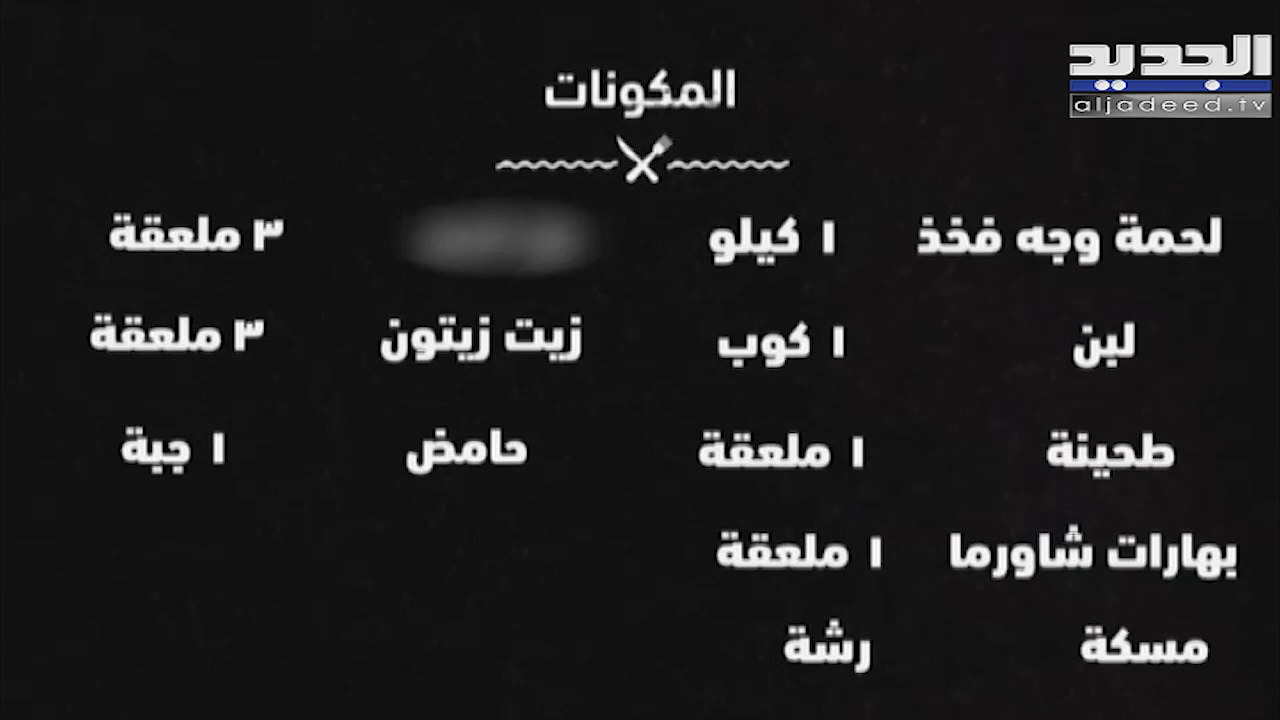 الجديد
aljadeed.tv
المكونات
لحمة وجه فخذ ١ كيلو
٣ ملعقة
لبن ١ كوب
زيت زيتون ٣ ملعقة
طحينة ١ ملعقة
حامض ١ جبة
بهارات شاورما ١ ملعقة
مسكة رشة